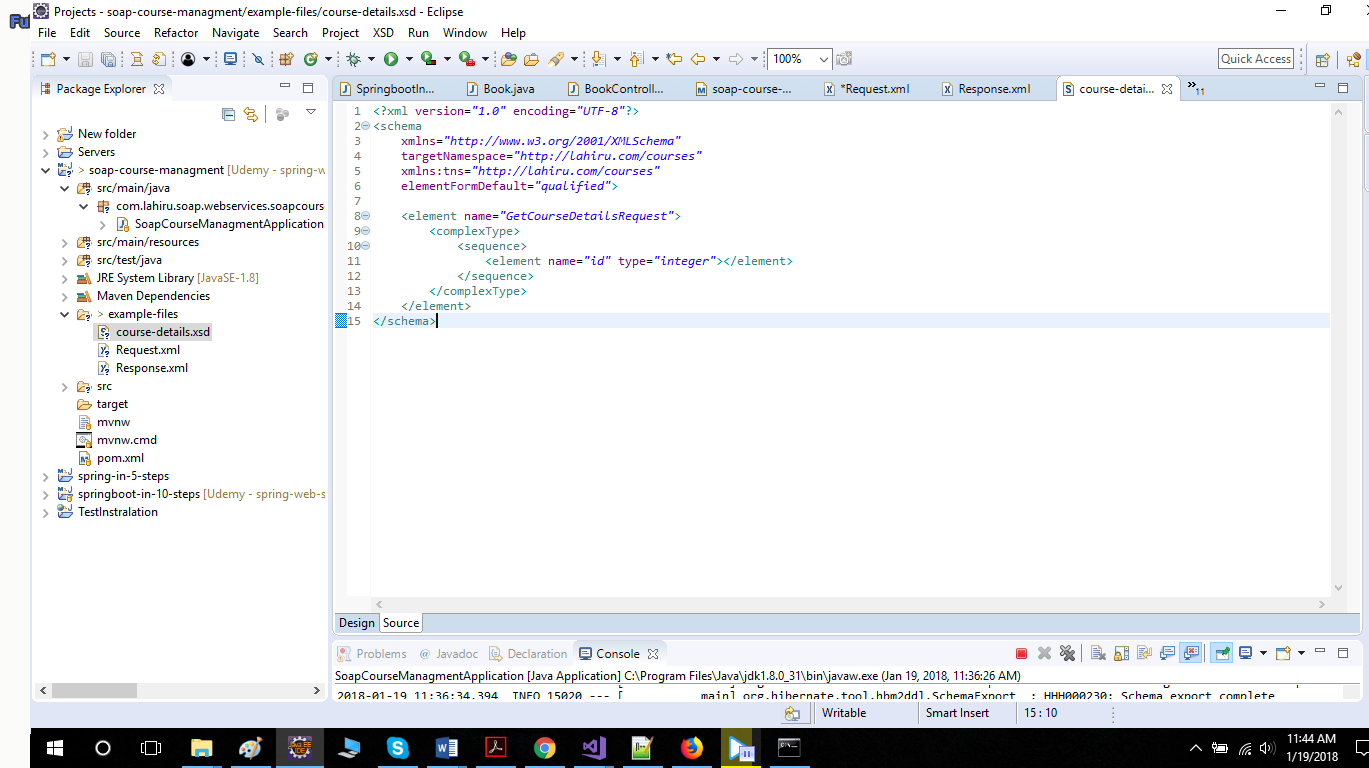 Fu
Projects - soap-course-managment/example-files/course-details.xsd - Eclipse
File Edit Source Refactor Navigate Search Project XSD Run Window Help
100%
Quick Access
Package Explorer
SpringbootIn...
Book.java
BookControll...
soap-course-...
*Request.xml
Response.xml
course-detai...
11
New folder
Servers
> soap-course-managment [Udemy - spring-w
src/main/java
com.lahiru.soap.webservices.soapcours
SoapCourseManagmentApplication
src/main/resources
src/test/java
JRE System Library [JavaSE-1.8]
Maven Dependencies
> example-files
course-details.xsd
Request.xml
Response.xml
src
target
mvnw
mvnw.cmd
pom.xml
spring-in-5-steps
springboot-in-10-steps [Udemy - spring-web-s
TestInstralation
1 <?xml version="1.0" encoding="UTF-8"?>
2 <schema
3 xmlns="http://www.w3.org/2001/XMLSchema"
4 targetNamespace="http://lahiru.com/courses"
5 xmlns:tns="http://lahiru.com/courses"
6 elementFormDefault="qualified">
7
8 <element name="GetCourseDetailsRequest">
9 <complexType>
10 <sequence>
11 <element name="id" type="integer"></element>
12 </sequence>
13 </complexType>
14 </element>
15 </schema>
Design Source
Problems @ Javadoc Declaration Console
SoapCourseManagmentApplication [Java Application] C:\Program Files\Java\jdk1.8.0_31\bin\javaw.exe (Jan 19, 2018, 11:36:26 AM)
2018-01-19 11:36:34.394 INFO 15020 --- [ main] org.hibernate.tool.hbm2ddl.SchemaExport : HHH000230: Schema export complete
Writable
Smart Insert
15 : 10
11:44 AM
1/19/2018